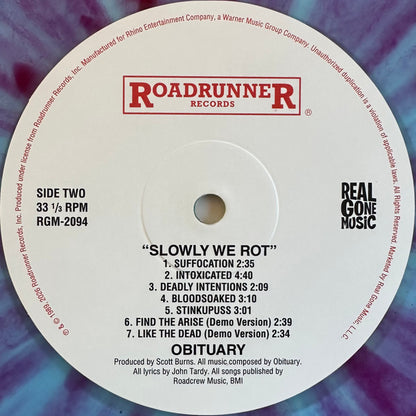 Manufactured for Rhino Entertainment Company, a Warner Music Group Company. Unauthorized duplication is a violation of applicable laws. All Rights Reserved. Marketed by Real Gone Music, L.L.C.
℗ & © 1989, 2026 Roadrunner Records, Inc. Produced under license from Roadrunner Records, Inc.
ROADRUNNER
RECORDS ®
SIDE TWO
33 ⅓ RPM
RGM-2094
REAL
GONE
MUSIC
“SLOWLY WE ROT”
1. SUFFOCATION 2:35
2. INTOXICATED 4:40
3. DEADLY INTENTIONS 2:09
4. BLOODSOAKED 3:10
5. STINKUPUSS 3:01
6. FIND THE ARISE (Demo Version) 2:39
7. LIKE THE DEAD (Demo Version) 2:34
OBITUARY
Produced by Scott Burns. All music composed by Obituary.
All lyrics by John Tardy. All songs published by
Roadcrew Music, BMI